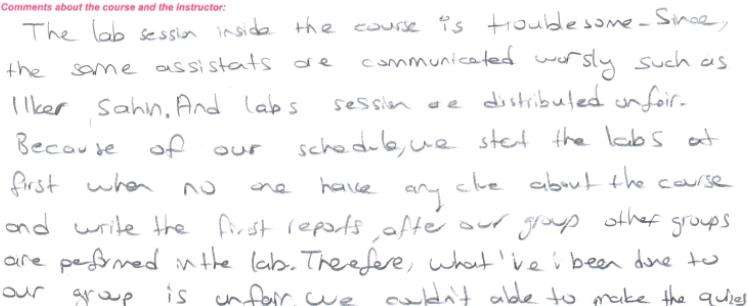 Comments about the course and the instructor:
The lab session inside the course is troublesome. Since,
the some assistats are communicated worsly such as
Ilker Sahin. And labs session are distributed unfair.
Because of our schedule, we start the labs at
first when no one have any clue about the course
and write the first reports, after our group other groups
are performed in the lab. Therefore, what 've i been done to
our group is unfair. We couldn't able to make the quizes